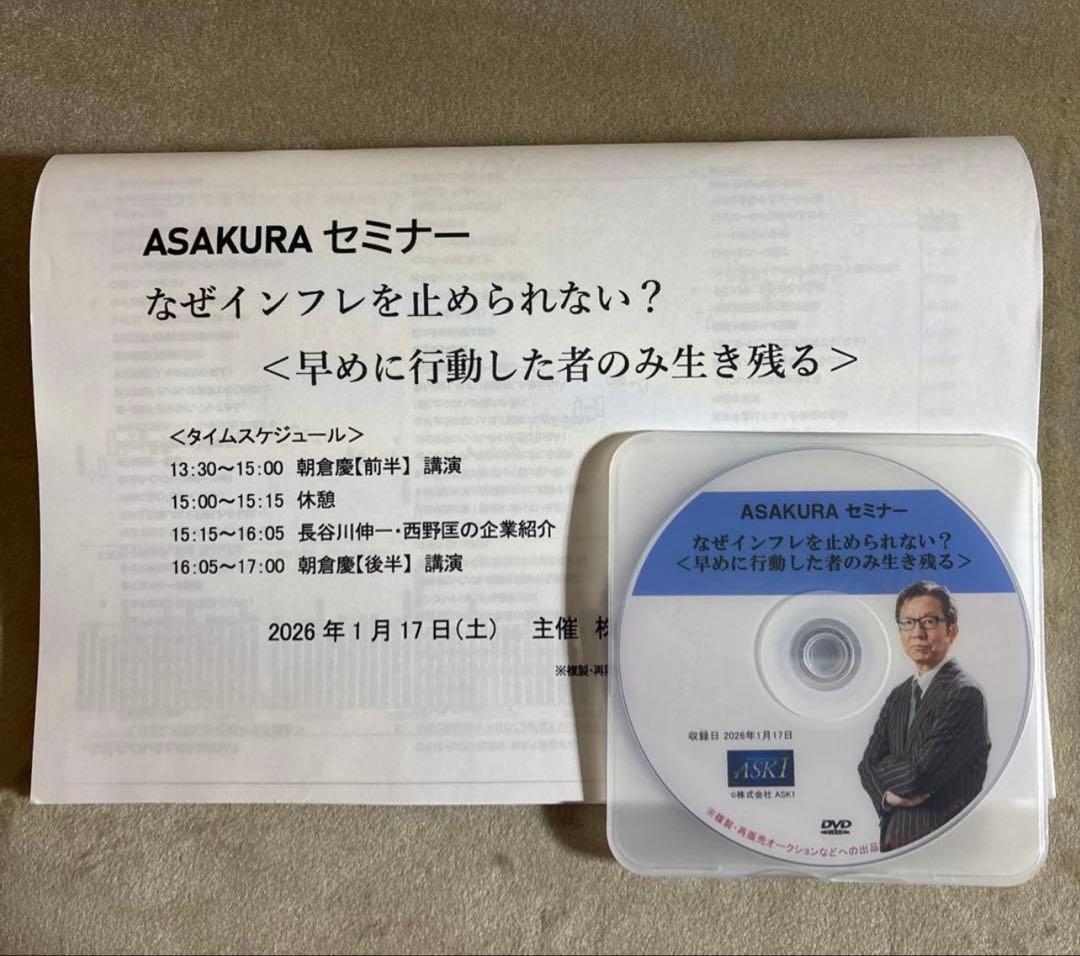 ASAKURA セミナー
なぜインフレを止められない？
＜早めに行動した者のみ生き残る＞
＜タイムスケジュール＞
13:30～15:00 朝倉慶【前半】 講演
15:00～15:15 休憩
15:15～16:05 長谷川伸一・西野匡の企業紹介
16:05～17:00 朝倉慶【後半】 講演
2026 年 1 月 17 日（土） 主催 株
※複製・再販
ASAKURA セミナー
なぜインフレを止められない？
＜早めに行動した者のみ生き残る＞
収録日 2026年1月17日
ASK1
©株式会社 ASK1
DVD
VIDEO
※複製・再販売オークションなどへの出品